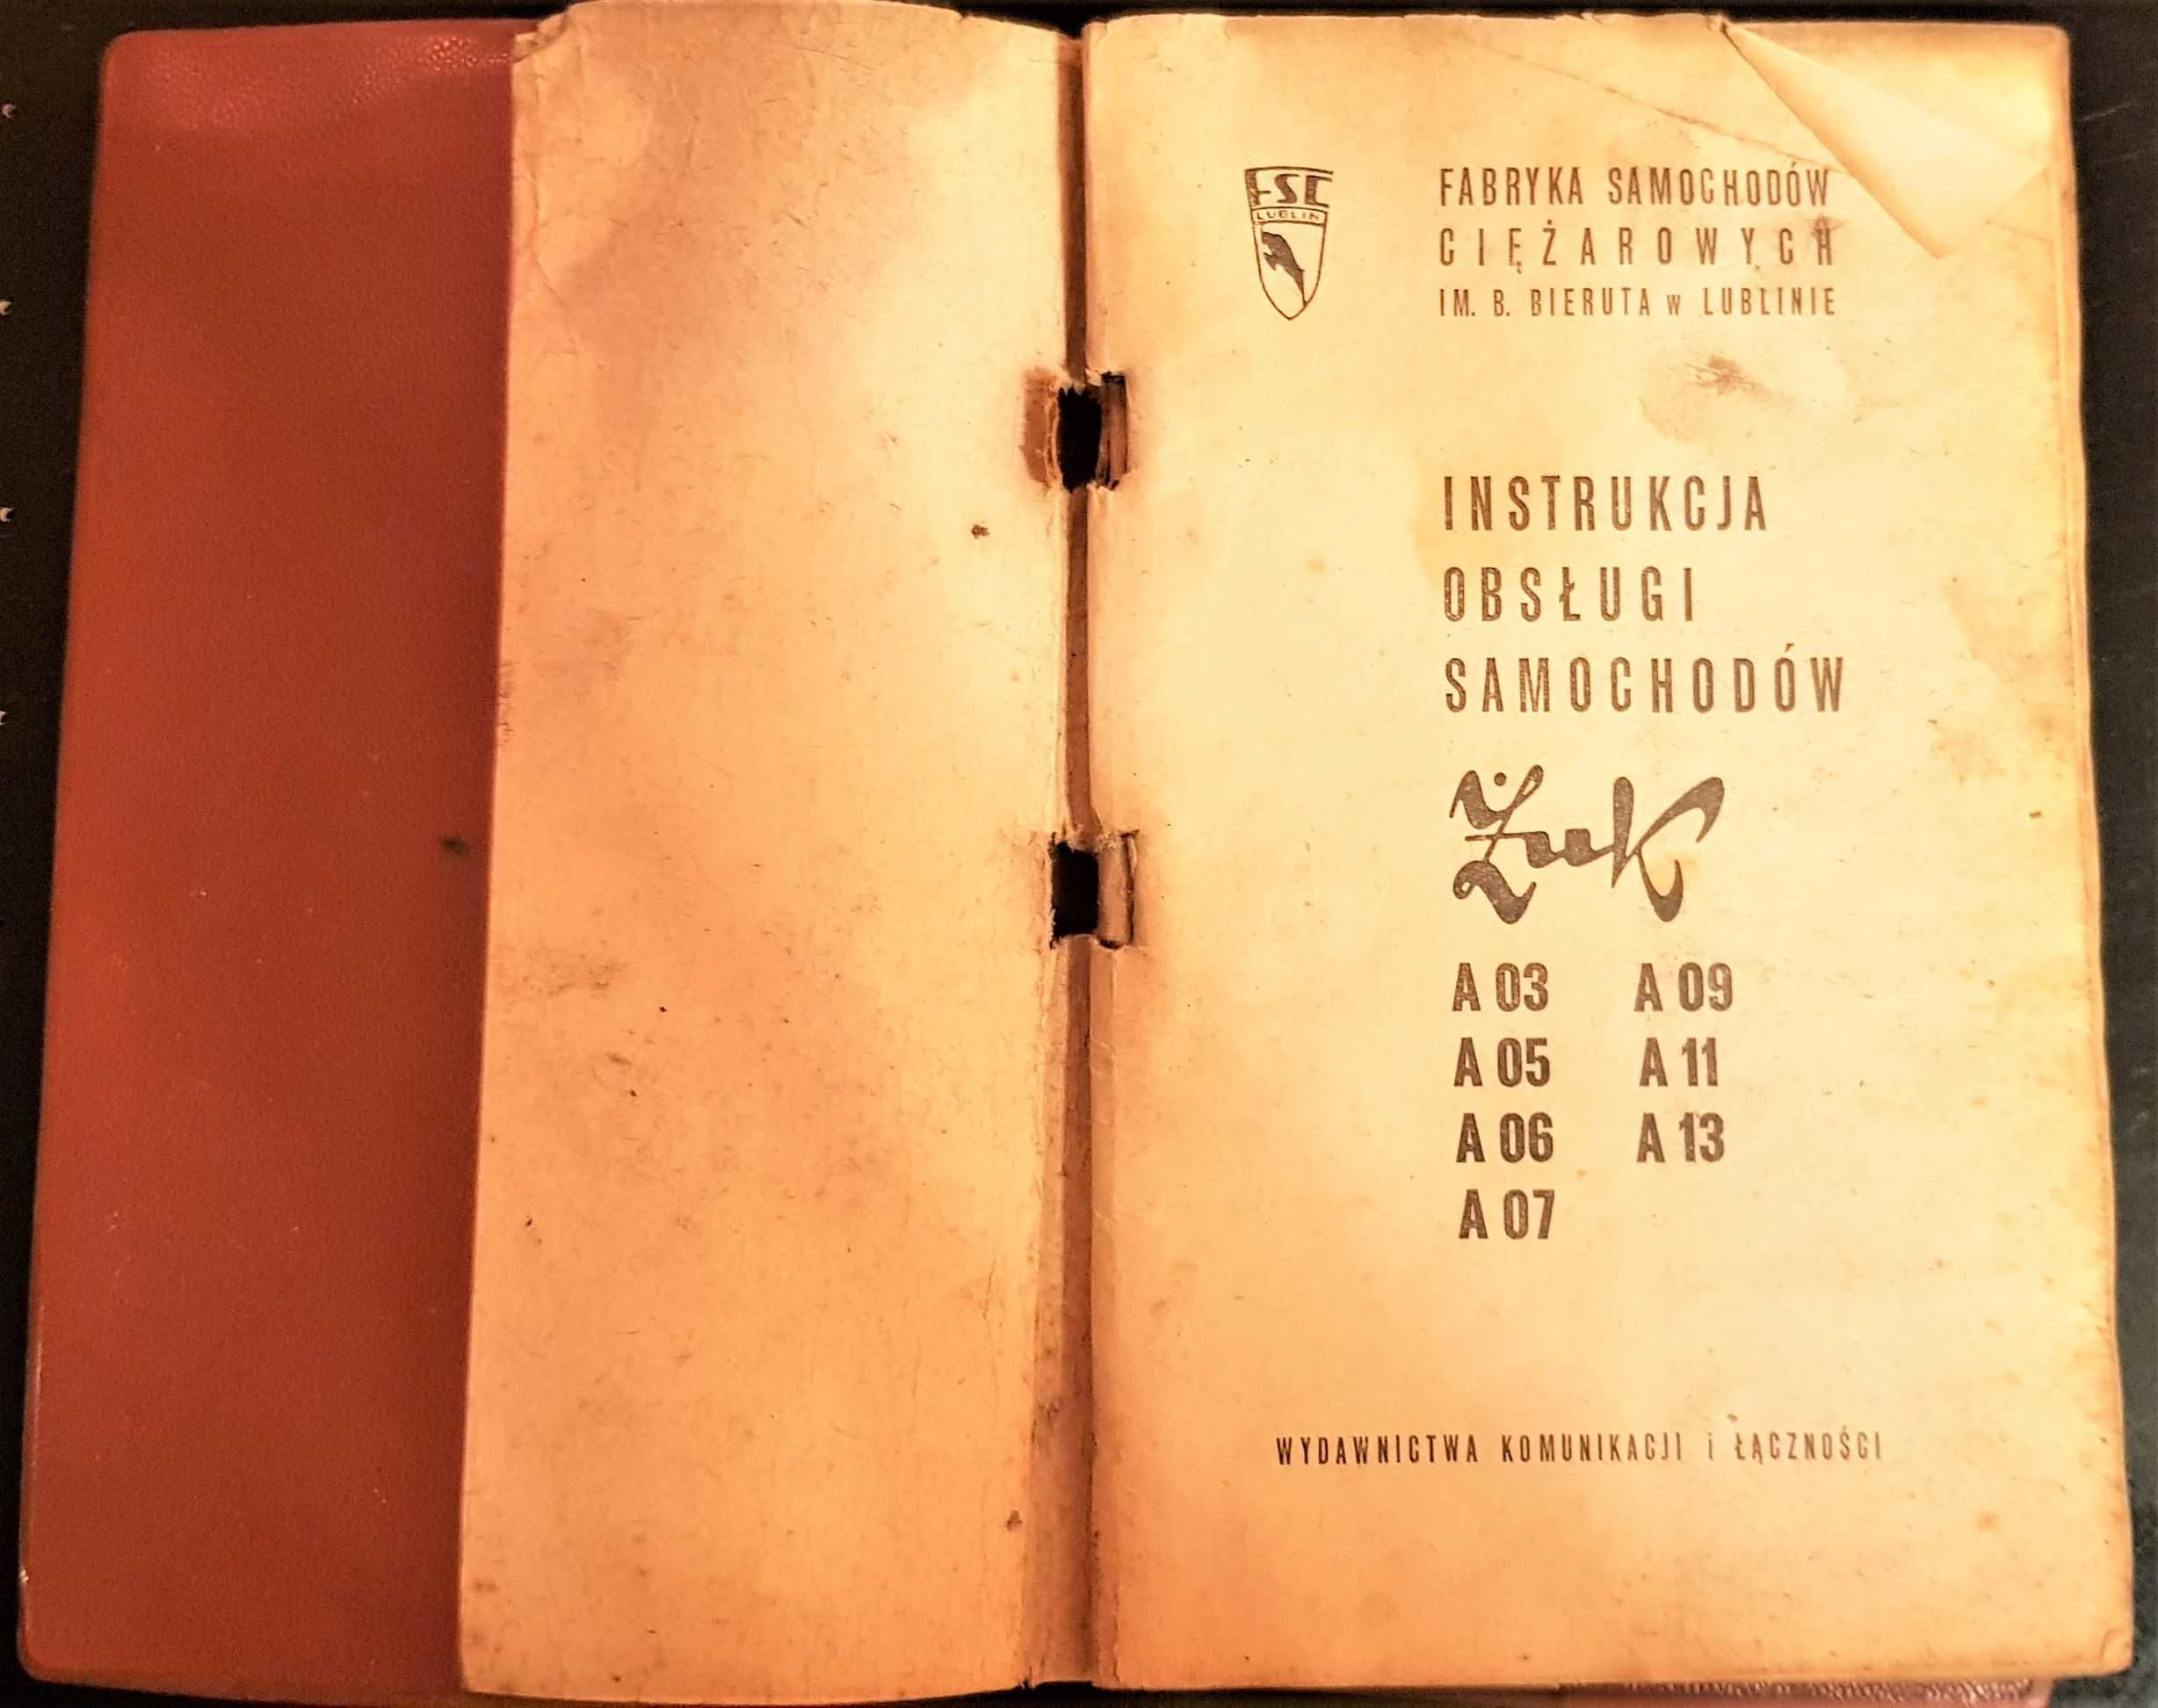 FSC
LUBLIN
FABRYKA SAMOCHODÓW
CIĘŻAROWYCH
IM. B. BIERUTA w LUBLINIE
INSTRUKCJA
OBSŁUGI
SAMOCHODÓW
Żuk
A 03 A 09
A 05 A 11
A 06 A 13
A 07
WYDAWNICTWA KOMUNIKACJI i ŁĄCZNOŚCI